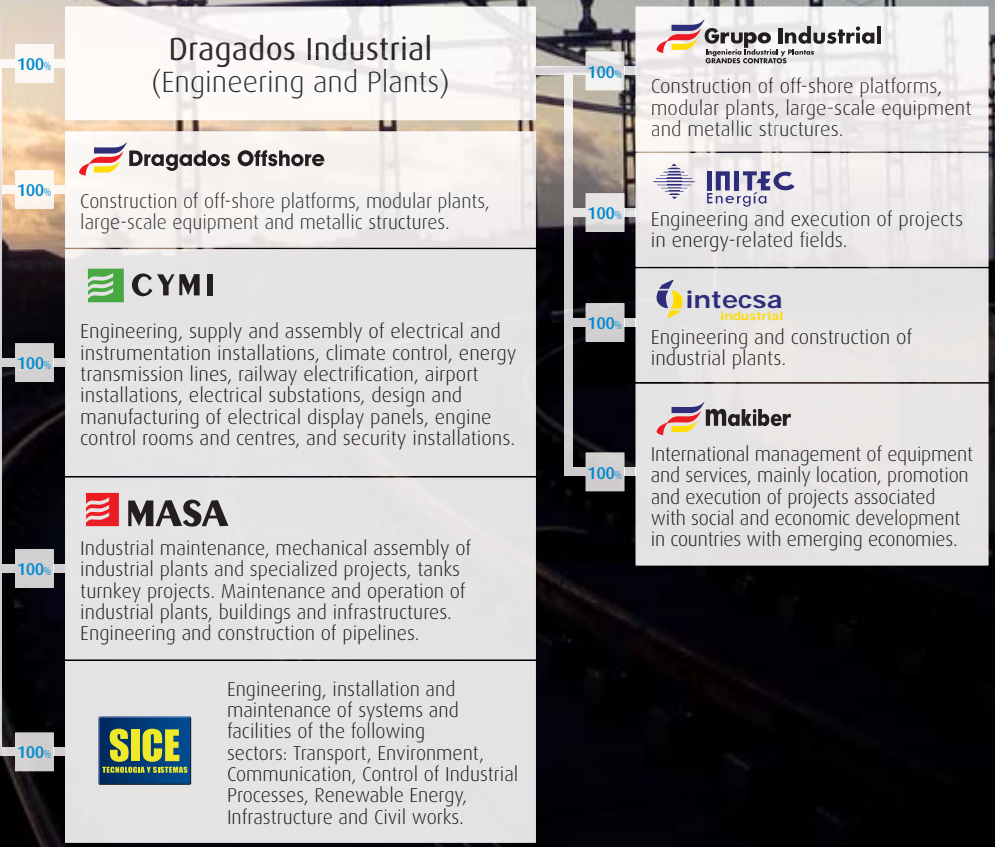 100%
Dragados Industrial
(Engineering and Plants)
100%
Dragados Offshore
Construction of off-shore platforms, modular plants,
large-scale equipment and metallic structures.
100%
CYMI
Engineering, supply and assembly of electrical and
instrumentation installations, climate control, energy
transmission lines, railway electrification, airport
installations, electrical substations, design and
manufacturing of electrical display panels, engine
control rooms and centres, and security installations.
100%
MASA
Industrial maintenance, mechanical assembly of
industrial plants and specialized projects, tanks
turnkey projects. Maintenance and operation of
industrial plants, buildings and infrastructures.
Engineering and construction of pipelines.
100%
SICE
TECNOLOGIA Y SISTEMAS
Engineering, installation and
maintenance of systems and
facilities of the following
sectors: Transport, Environment,
Communication, Control of Industrial
Processes, Renewable Energy,
Infrastructure and Civil works.
100%
Grupo Industrial
Ingeniería Industrial y Plantas
GRANDES CONTRATOS
Construction of off-shore platforms,
modular plants, large-scale equipment
and metallic structures.
100%
INITEC
Energía
Engineering and execution of projects
in energy-related fields.
100%
intecsa
industrial
Engineering and construction of
industrial plants.
100%
Makiber
International management of equipment
and services, mainly location, promotion
and execution of projects associated
with social and economic development
in countries with emerging economies.